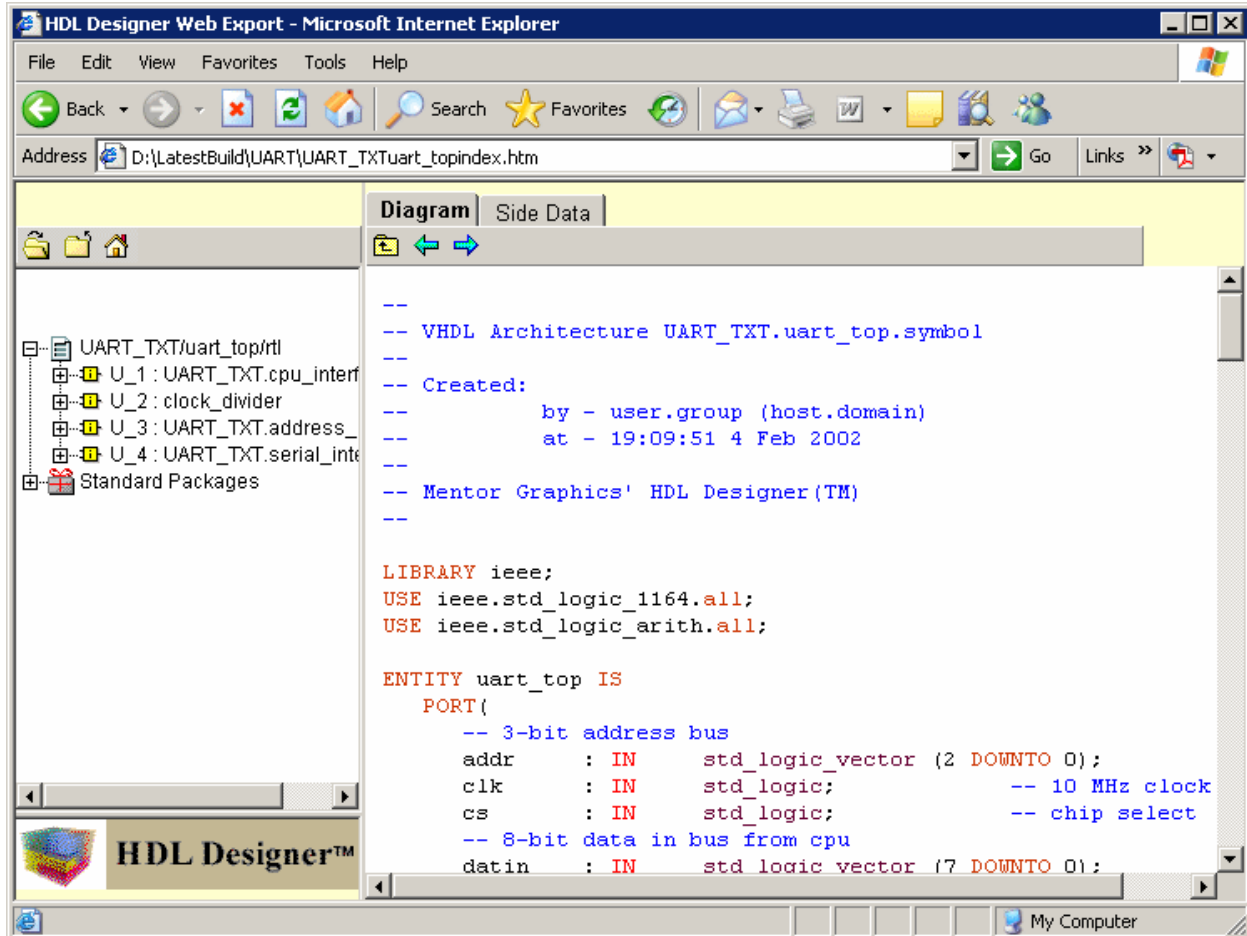 HDL Designer Web Export - Microsoft Internet Explorer
File Edit View Favorites Tools Help
Back Search Favorites
Address D:\LatestBuild\UART\UART_TXTuart_topindex.htm Go Links »
Diagram Side Data
UART_TXT/uart_top/rtl
U_1 : UART_TXT.cpu_interf
U_2 : clock_divider
U_3 : UART_TXT.address_
U_4 : UART_TXT.serial_inte
Standard Packages
HDL Designer™
--
-- VHDL Architecture UART_TXT.uart_top.symbol
--
-- Created:
-- by - user.group (host.domain)
-- at - 19:09:51 4 Feb 2002
--
-- Mentor Graphics' HDL Designer(TM)
--
LIBRARY ieee;
USE ieee.std_logic_1164.all;
USE ieee.std_logic_arith.all;
ENTITY uart_top IS
PORT(
-- 3-bit address bus
addr : IN std_logic_vector (2 DOWNTO 0);
clk : IN std_logic; -- 10 MHz clock
cs : IN std_logic; -- chip select
-- 8-bit data in bus from cpu
datin : IN std_logic_vector (7 DOWNTO 0);
My Computer